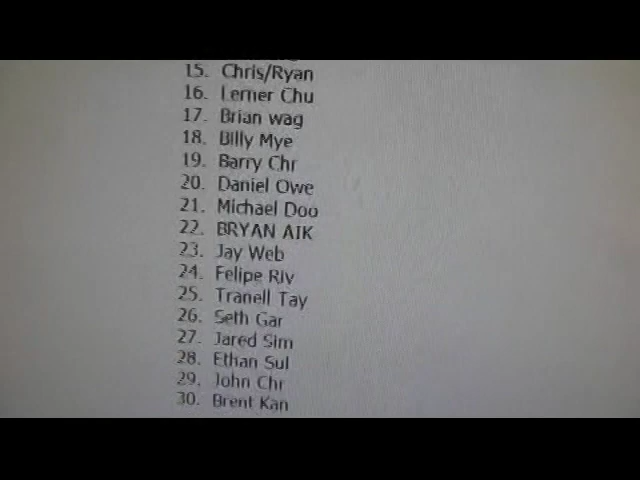 15. Chris/Ryan
16. Lerner Chu
17. Brian wag
18. Billy Mye
19. Barry Chr
20. Daniel Owe
21. Michael Doo
22. BRYAN AIK
23. Jay Web
24. Felipe Riv
25. Tranell Tay
26. Seth Gar
27. Jared Sim
28. Ethan Sul
29. John Chr
30. Brent Kan